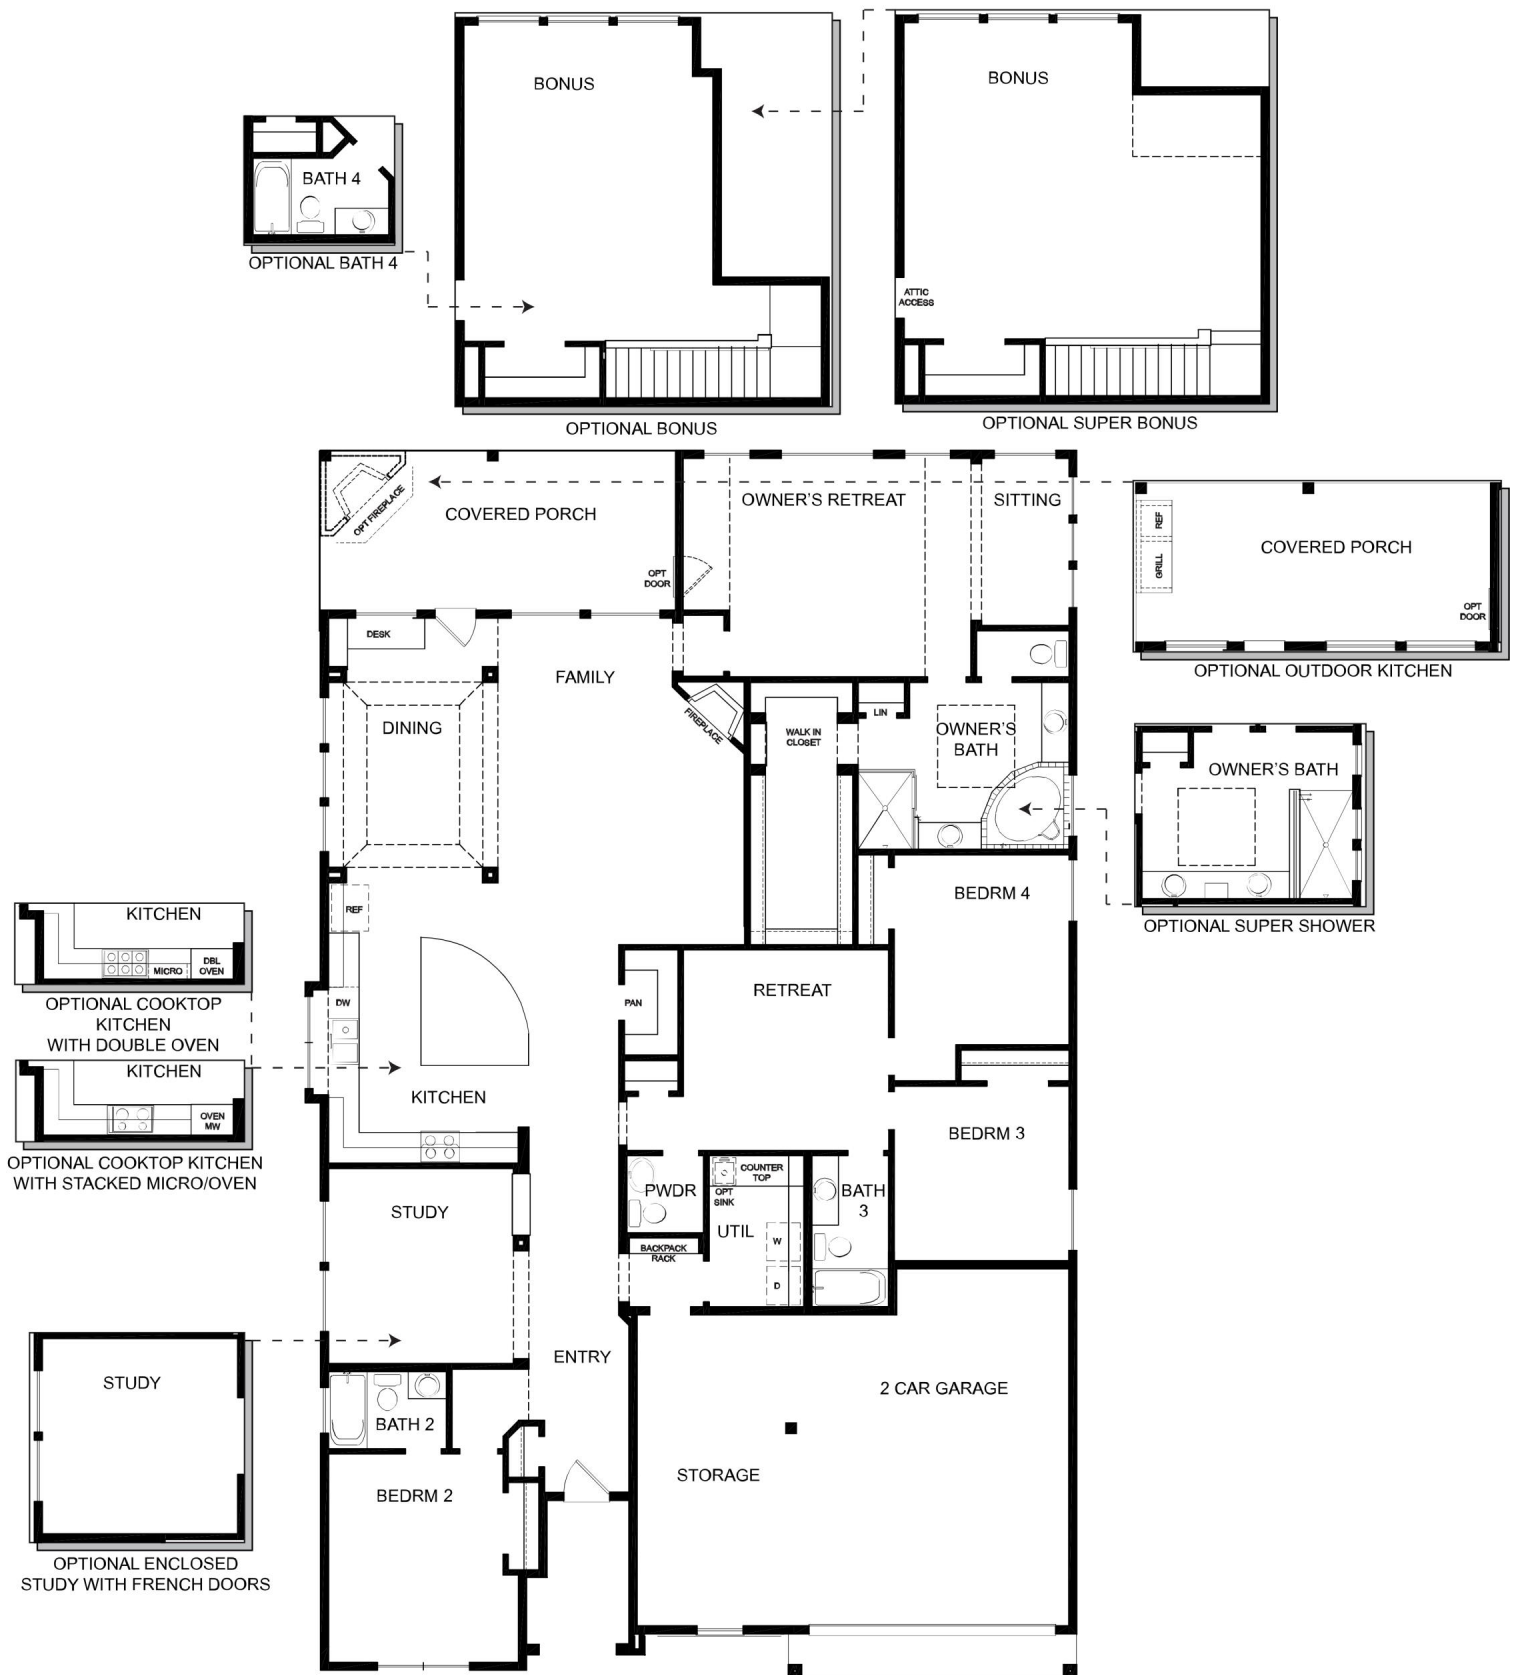 BONUS
BONUS
BATH 4
OPTIONAL BATH 4
ATTIC
ACCESS
OPTIONAL BONUS
OPTIONAL SUPER BONUS
OPT FIREPLACE
COVERED PORCH
OPT
DOOR
OWNER'S RETREAT
SITTING
REF
GRILL
COVERED PORCH
OPT
DOOR
OPTIONAL OUTDOOR KITCHEN
DESK
FAMILY
DINING
FIREPLACE
WALK IN
CLOSET
LIN
OWNER'S
BATH
OWNER'S BATH
OPTIONAL SUPER SHOWER
REF
BEDRM 4
KITCHEN
MICRO
DBL
OVEN
OPTIONAL COOKTOP
KITCHEN
WITH DOUBLE OVEN
DW
PAN
RETREAT
KITCHEN
OVEN
MW
OPTIONAL COOKTOP KITCHEN
WITH STACKED MICRO/OVEN
KITCHEN
BEDRM 3
STUDY
PWDR
COUNTER
TOP
OPT
SINK
UTIL
BATH
3
BACKPACK
RACK
W
D
ENTRY
STUDY
OPTIONAL ENCLOSED
STUDY WITH FRENCH DOORS
BATH 2
BEDRM 2
2 CAR GARAGE
STORAGE